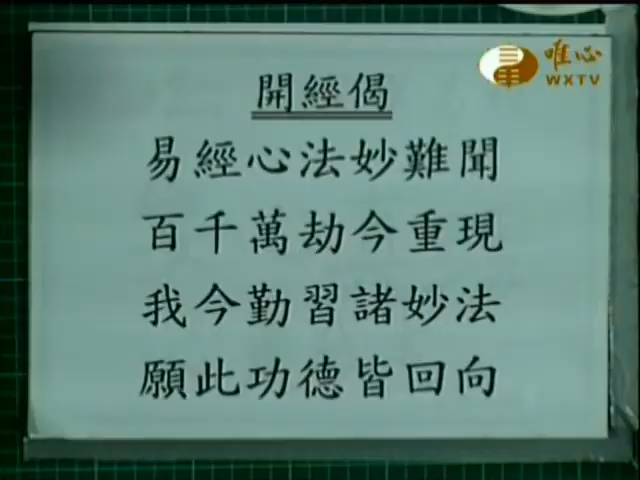 開經偈
易經心法妙難聞
百千萬劫今重現
我今勤習諸妙法
願此功德皆回向
唯心
WXTV